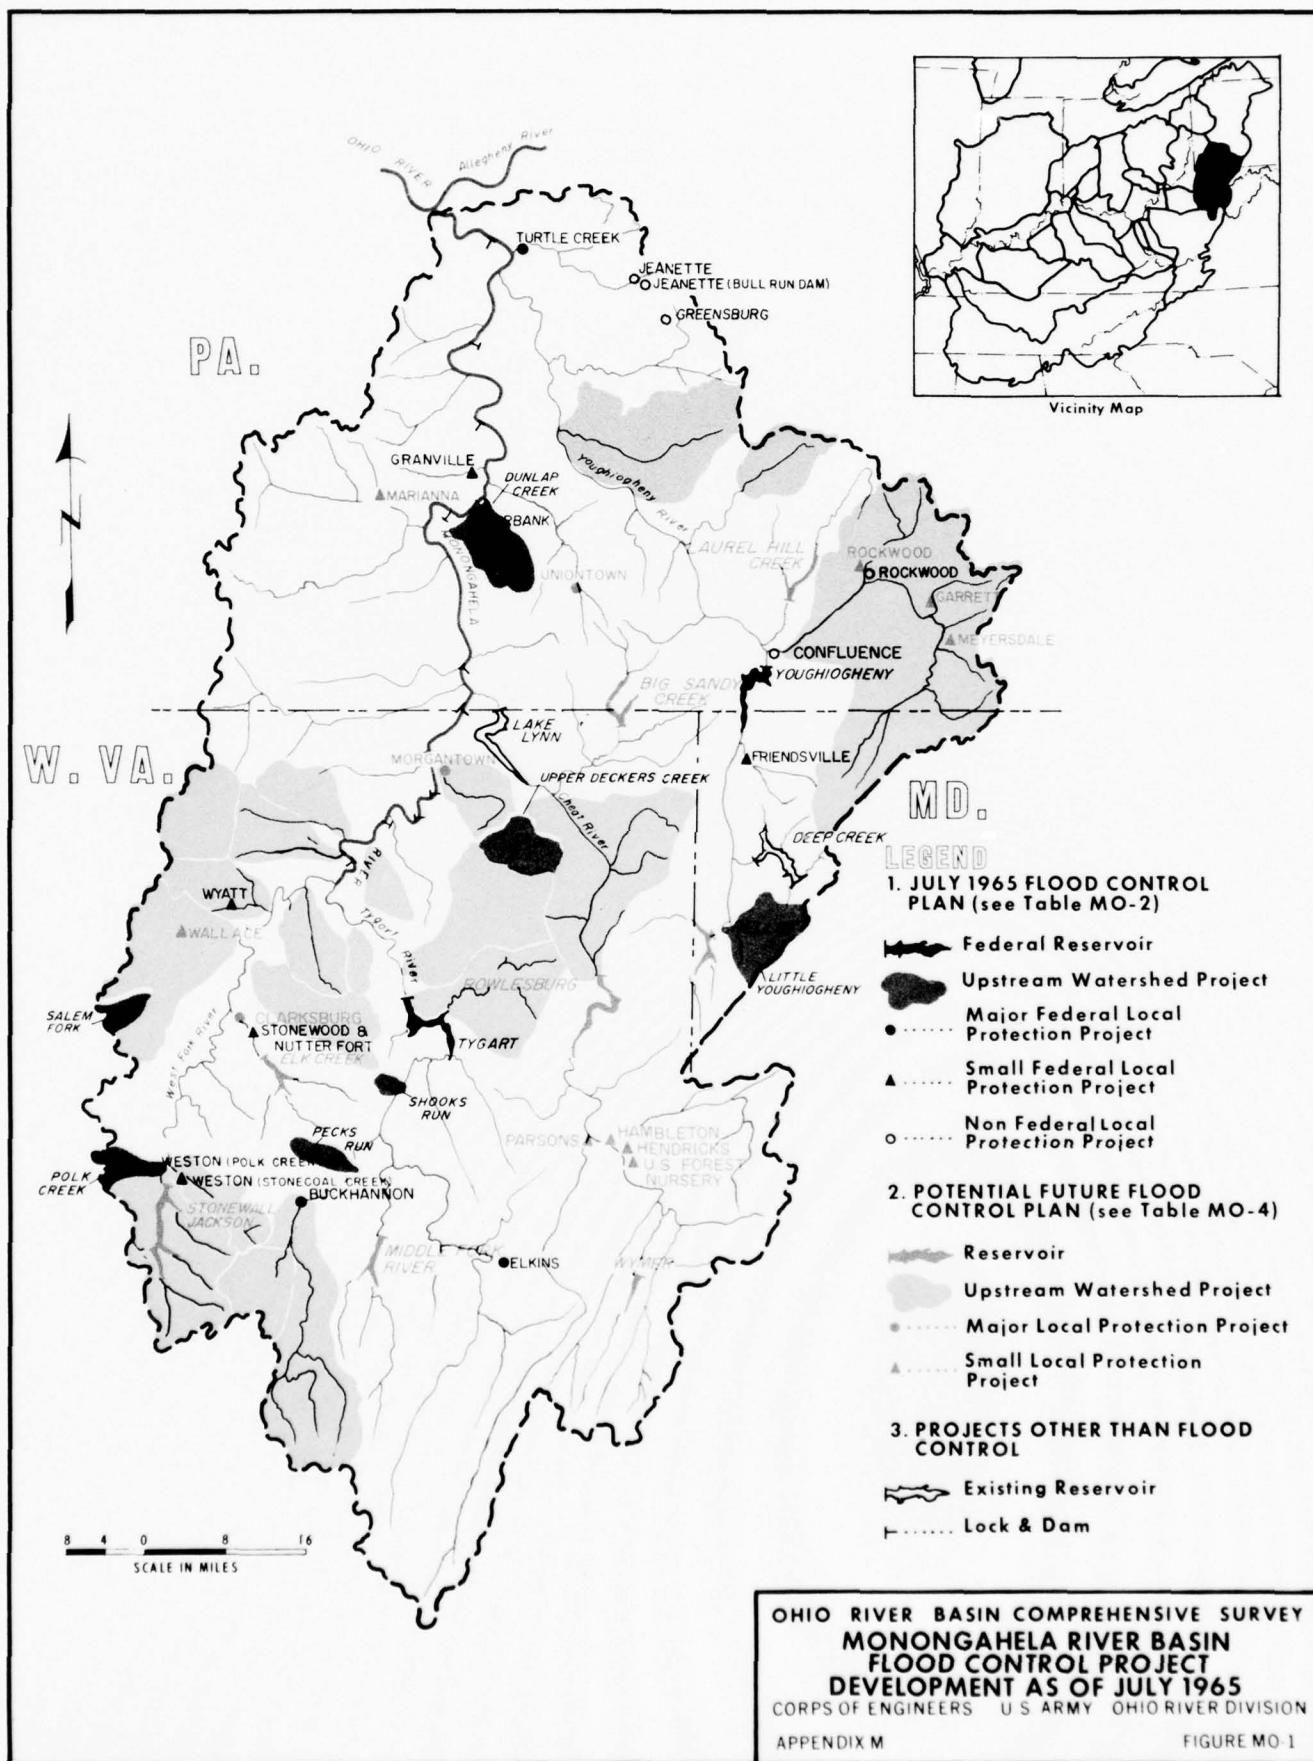 OHIO RIVER
Allegheny River
TURTLE CREEK
JEANETTE
JEANETTE (BULL RUN DAM)
GREENSBURG
PA.
Vicinity Map
GRANVILLE
DUNLAP
CREEK
MARIANNA
RBANK
Youghiogheny River
MONONGAHELA
UNIONTOWN
LAUREL HILL
CREEK
ROCKWOOD
ROCKWOOD
GARRETT
MEYERSDALE
CONFLUENCE
YOUGHIOGHENY
BIG SANDY
CREEK
LAKE
LYNN
W. VA.
MORGANTOWN
FRIENDSVILLE
UPPER DECKERS CREEK
Cheat River
MD.
DEEP CREEK
RIVER
Tygart River
WYATT
WALLACE
ROWLESBURG
LITTLE
YOUGHIOGHENY
SALEM
FORK
West Fork River
CLARKSBURG
STONEWOOD &
NUTTER FORT
ELK CREEK
TYGART
SHOOKS
RUN
PECKS
RUN
PARSONS
HAMBLETON
HENDRICKS
U.S. FOREST
NURSERY
WESTON (POLK CREEK
POLK
CREEK
WESTON (STONECOAL CREEK)
BUCKHANNON
STONEWALL
JACKSON
MIDDLE FORK
RIVER
ELKINS
WYMER
8 4 0 8 16
SCALE IN MILES
LEGEND
1. JULY 1965 FLOOD CONTROL
PLAN (see Table MO-2)
Federal Reservoir
Upstream Watershed Project
Major Federal Local
Protection Project
Small Federal Local
Protection Project
Non Federal Local
Protection Project
2. POTENTIAL FUTURE FLOOD
CONTROL PLAN (see Table MO-4)
Reservoir
Upstream Watershed Project
Major Local Protection Project
Small Local Protection
Project
3. PROJECTS OTHER THAN FLOOD
CONTROL
Existing Reservoir
Lock & Dam
OHIO RIVER BASIN COMPREHENSIVE SURVEY
MONONGAHELA RIVER BASIN
FLOOD CONTROL PROJECT
DEVELOPMENT AS OF JULY 1965
CORPS OF ENGINEERS U S ARMY OHIO RIVER DIVISION
APPENDIX M FIGURE MO-1